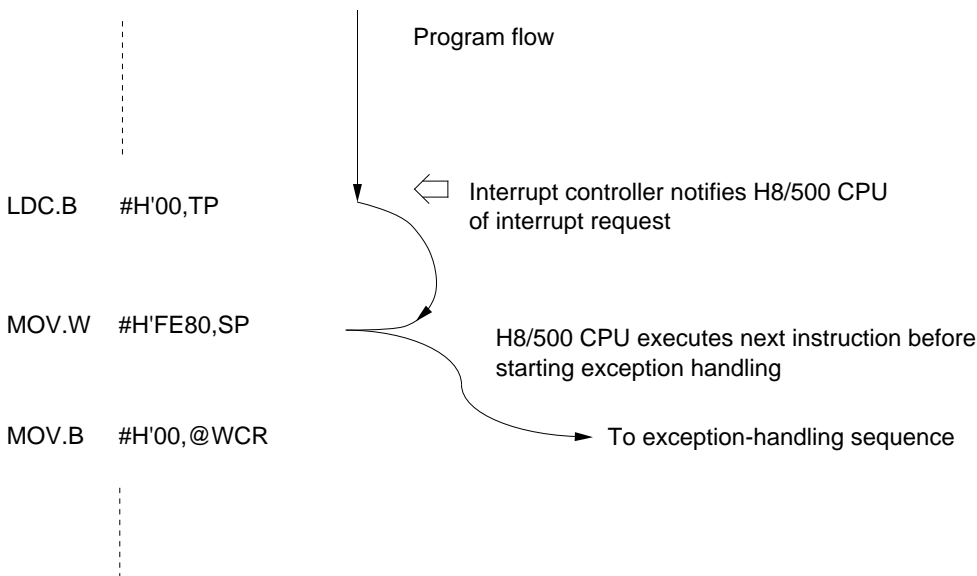 Program flow
LDC.B #H'00,TP
Interrupt controller notifies H8/500 CPU
of interrupt request
MOV.W #H'FE80,SP
H8/500 CPU executes next instruction before
starting exception handling
MOV.B #H'00,@WCR
To exception-handling sequence